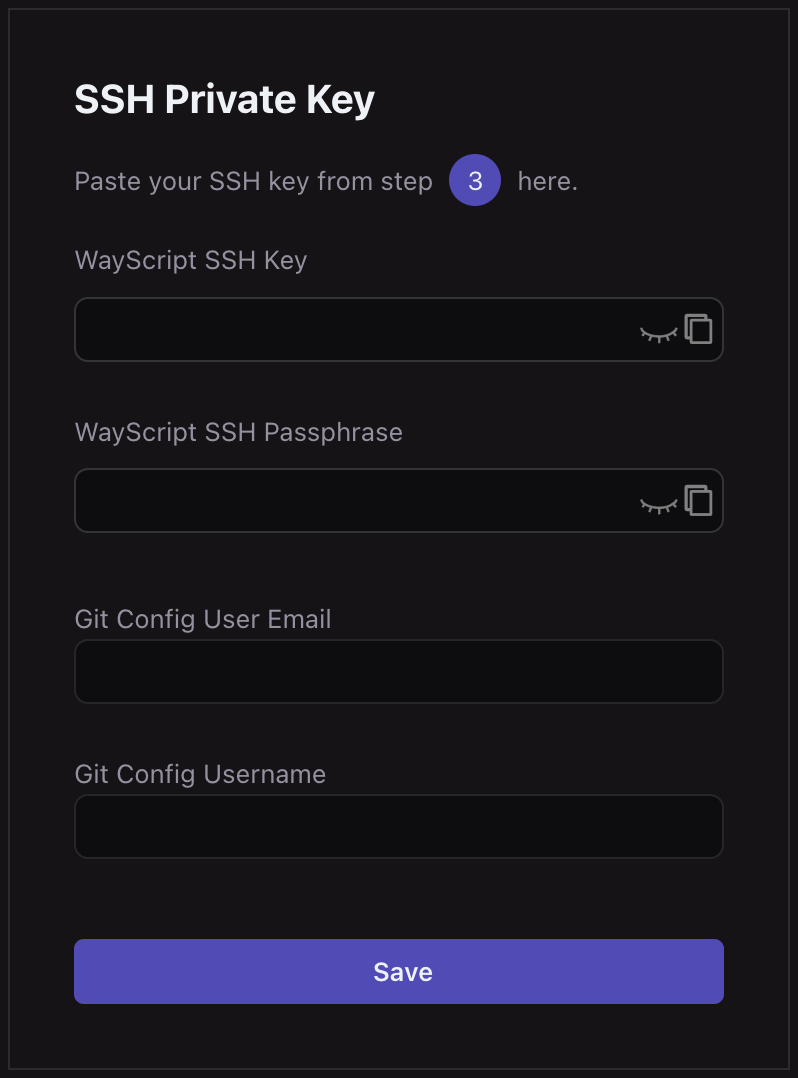 SSH Private Key
Paste your SSH key from step 3 here.
WayScript SSH Key
WayScript SSH Passphrase
Git Config User Email
Git Config Username
Save